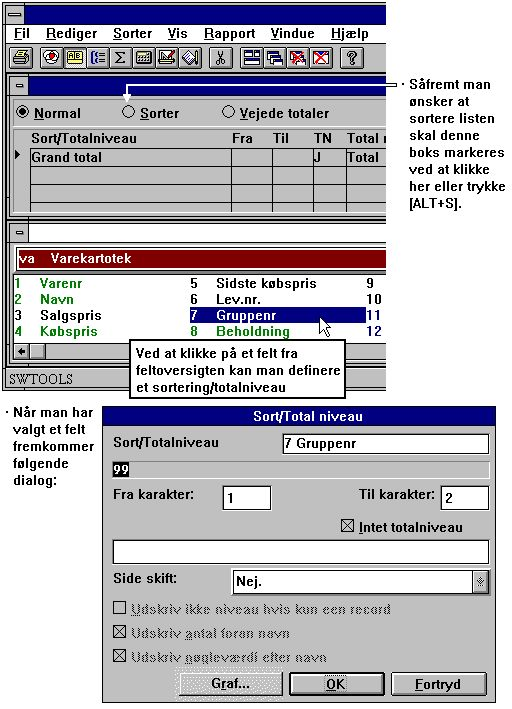 Fil Rediger Sorter Vis Rapport Vindue Hjælp
Normal Sorter Vejede totaler
Sort/Totalniveau Fra Til TN Total
Grand total J Total
· Såfremt man
ønsker at
sortere listen
skal denne
boks markeres
ved at klikke
her eller trykke
[ALT+S].
va Varekartotek
1 Varenr 5 Sidste købspris 9
2 Navn 6 Lev.nr. 10
3 Salgspris 7 Gruppenr 11
4 Købspris 8 Beholdning 12
Ved at klikke på et felt fra
feltoversigten kan man definere
et sortering/totalniveau
SWTOOLS
· Når man har
valgt et felt
fremkommer
følgende
dialog:
Sort/Total niveau
Sort/Totalniveau 7 Gruppenr
99
Fra karakter: 1 Til karakter: 2
Intet totalniveau
Side skift: Nej.
Udskriv ikke niveau hvis kun een record
Udskriv antal foran navn
Udskriv nøgleværdi efter navn
Graf... OK Fortryd